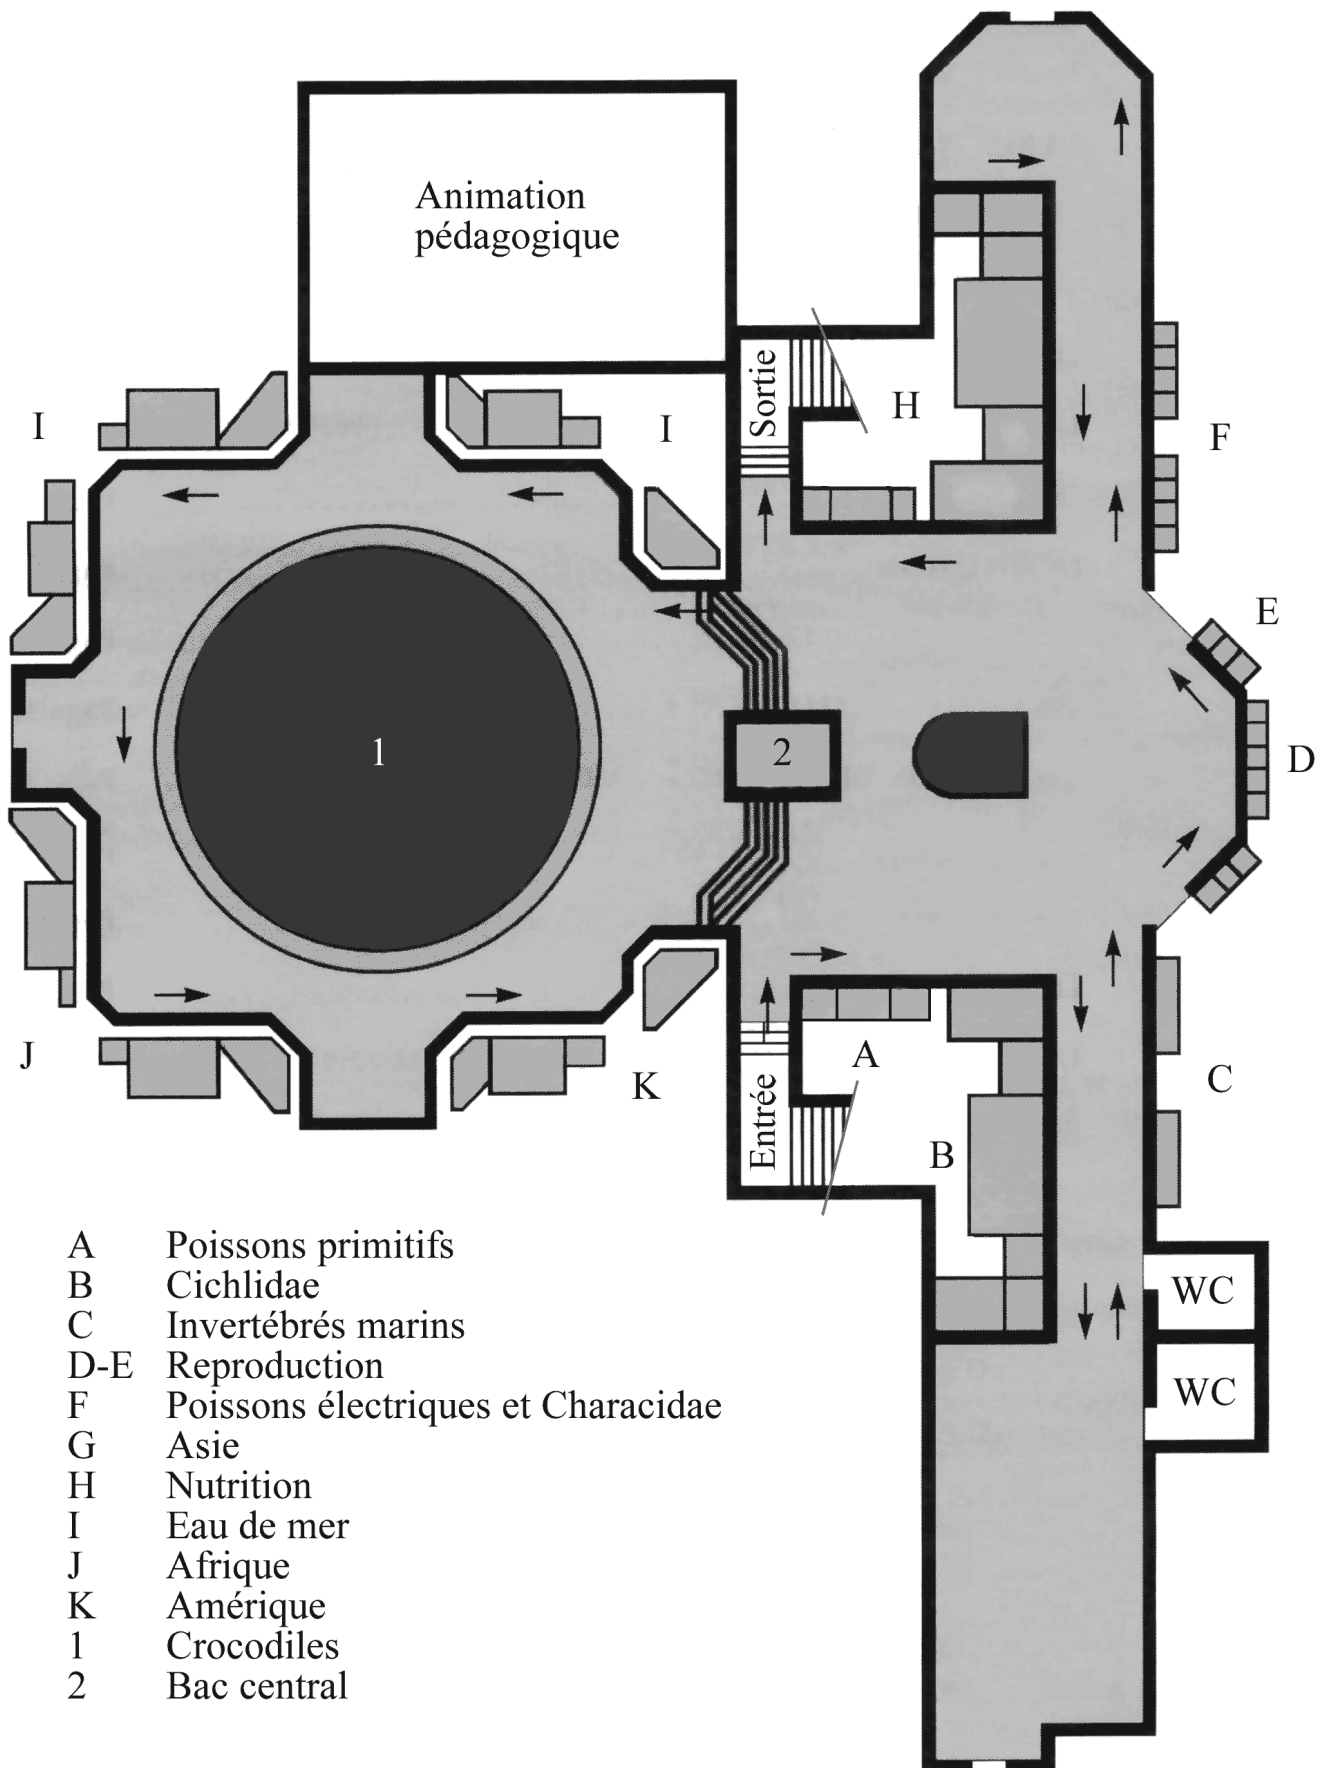 Animation
pédagogique
Sortie
H
I
I
F
E
1
2
D
J
K
Entrée
A
B
C
WC
WC
A Poissons primitifs
B Cichlidae
C Invertébrés marins
D-E Reproduction
F Poissons électriques et Characidae
G Asie
H Nutrition
I Eau de mer
J Afrique
K Amérique
1 Crocodiles
2 Bac central